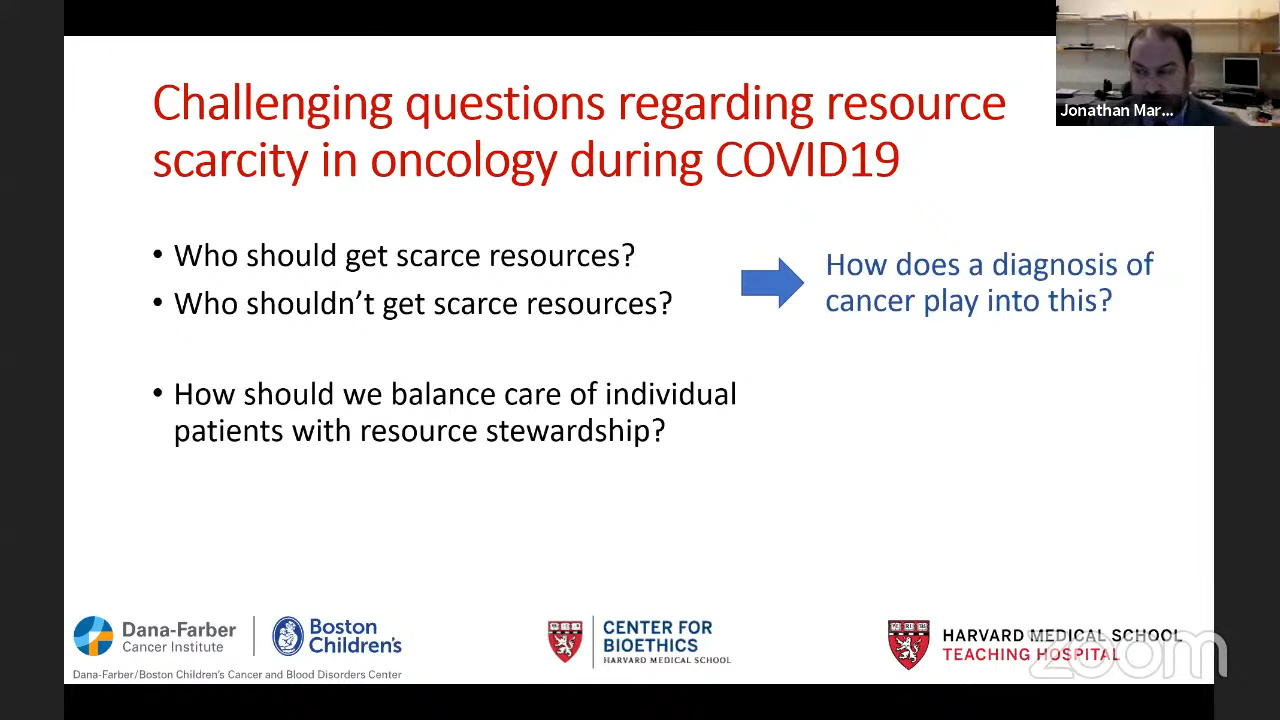 Challenging questions regarding resource
scarcity in oncology during COVID19
Jonathan Mar...
• Who should get scarce resources?
• Who shouldn't get scarce resources?
How does a diagnosis of
cancer play into this?
• How should we balance care of individual
patients with resource stewardship?
Dana-Farber
Cancer Institute
Boston
Children's
Dana-Farber/Boston Children's Cancer and Blood Disorders Center
CENTER FOR
BIOETHICS
HARVARD MEDICAL SCHOOL
HARVARD MEDICAL SCHOOL
TEACHING HOSPITAL
zoom